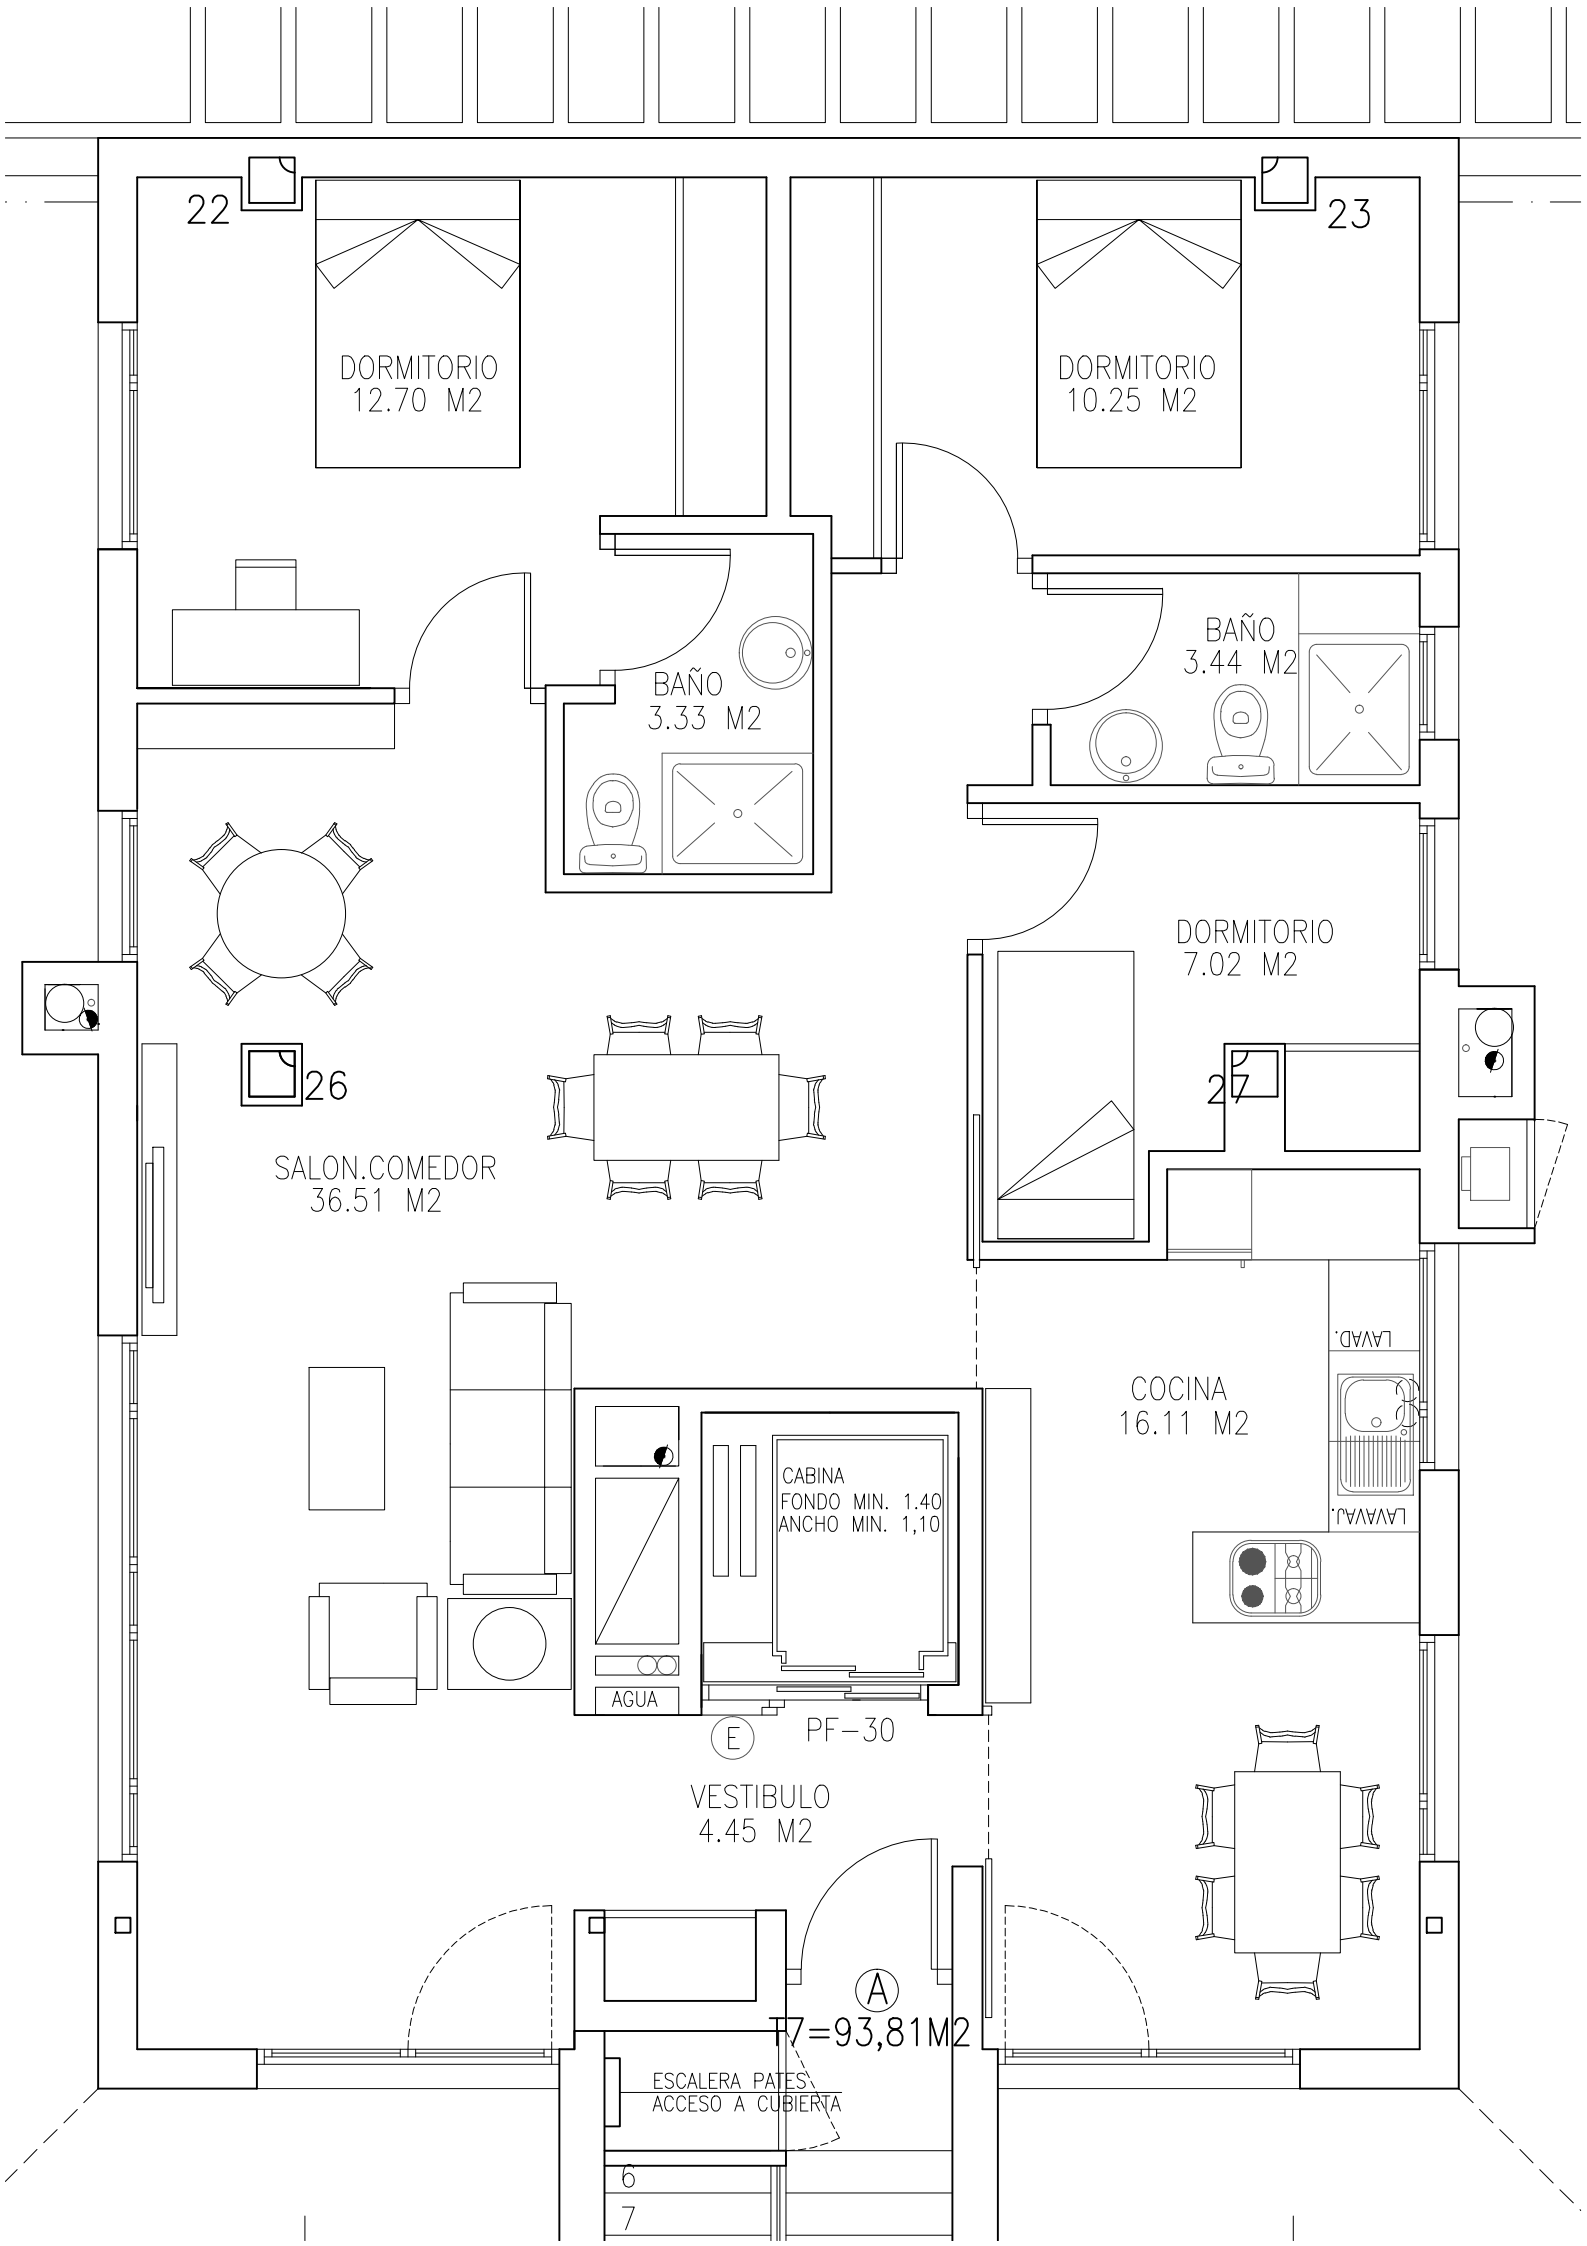 22
23
DORMITORIO
12.70 M2
DORMITORIO
10.25 M2
BAÑO
3.44 M2
BAÑO
3.33 M2
DORMITORIO
7.02 M2
26
27
SALON.COMEDOR
36.51 M2
LAVAD.
COCINA
16.11 M2
CABINA
FONDO MIN. 1.40
ANCHO MIN. 1,10
LAVAVAJ.
AGUA
E
PF-30
VESTIBULO
4.45 M2
A
T7=93,81M2
ESCALERA PATES
ACCESO A CUBIERTA
6
7